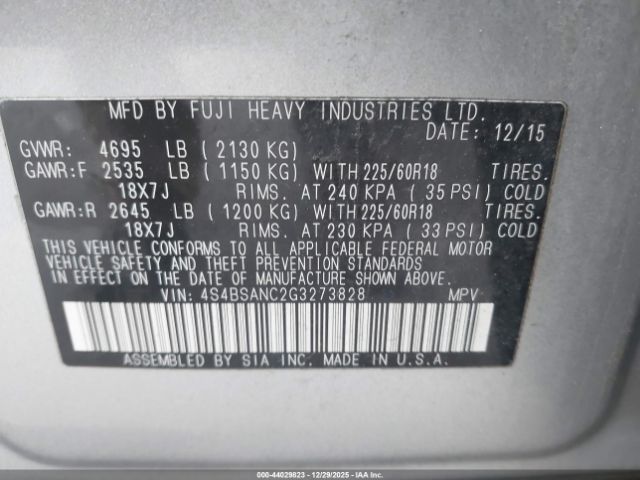 MFD BY FUJI HEAVY INDUSTRIES LTD.
DATE: 12/15
GVWR: 4695 LB ( 2130 KG)
GAWR:F 2535 LB ( 1150 KG) WITH 225/60R18 TIRES.
18X7J RIMS. AT 240 KPA ( 35 PSI) COLD
GAWR:R 2645 LB ( 1200 KG) WITH 225/60R18 TIRES.
18X7J RIMS. AT 230 KPA ( 33 PSI) COLD
THIS VEHICLE CONFORMS TO ALL APPLICABLE FEDERAL MOTOR
VEHICLE SAFETY AND THEFT PREVENTION STANDARDS
IN EFFECT ON THE DATE OF MANUFACTURE SHOWN ABOVE.
VIN: 4S4BSANC2G3273828 MPV
ASSEMBLED BY SIA INC. MADE IN U.S.A.
000-44029823 - 12/29/2025 - IAAI.COM